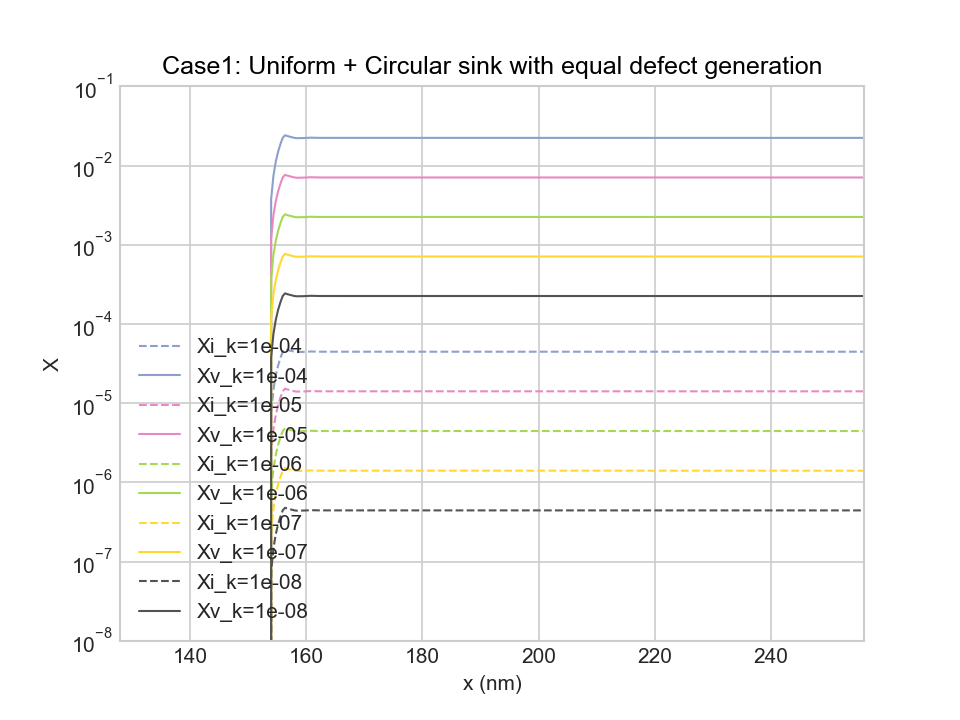 Case1: Uniform + Circular sink with equal defect generation
10⁻¹
10⁻²
10⁻³
10⁻⁴
10⁻⁵
10⁻⁶
10⁻⁷
10⁻⁸
X
Xi_k=1e-04
Xv_k=1e-04
Xi_k=1e-05
Xv_k=1e-05
Xi_k=1e-06
Xv_k=1e-06
Xi_k=1e-07
Xv_k=1e-07
Xi_k=1e-08
Xv_k=1e-08
140 160 180 200 220 240
x (nm)